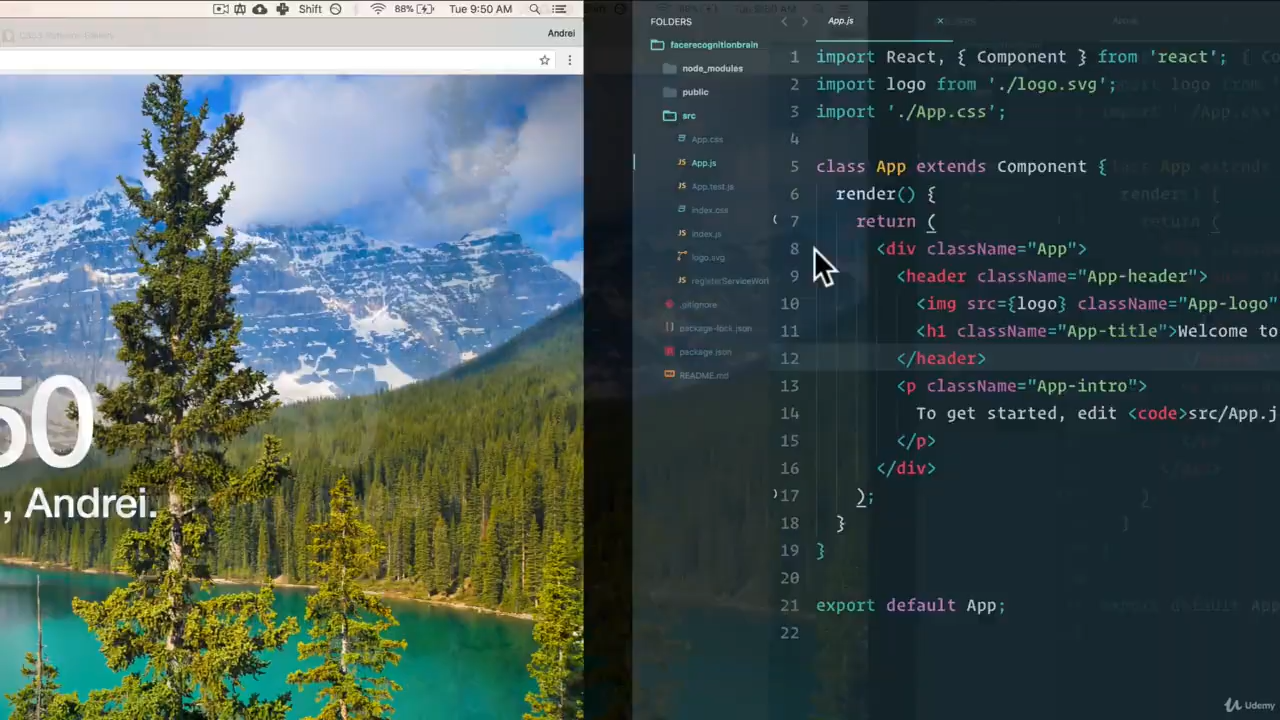 Shift 88% Tue 9:50 AM
Andrei
50
, Andrei.
FOLDERS
facerecognitionbrain
node_modules
public
src
App.css
App.js
App.test.js
index.css
index.js
logo.svg
registerServiceWorl
.gitignore
package-lock.json
package.json
README.md
App.js
1 import React, { Component } from 'react';
2 import logo from './logo.svg';
3 import './App.css';
4
5 class App extends Component {
6 render() {
7 return (
8 <div className="App">
9 <header className="App-header">
10 <img src={logo} className="App-logo"
11 <h1 className="App-title">Welcome to
12 </header>
13 <p className="App-intro">
14 To get started, edit <code>src/App.j
15 </p>
16 </div>
17 );
18 }
19 }
20
21 export default App;
22
Udemy